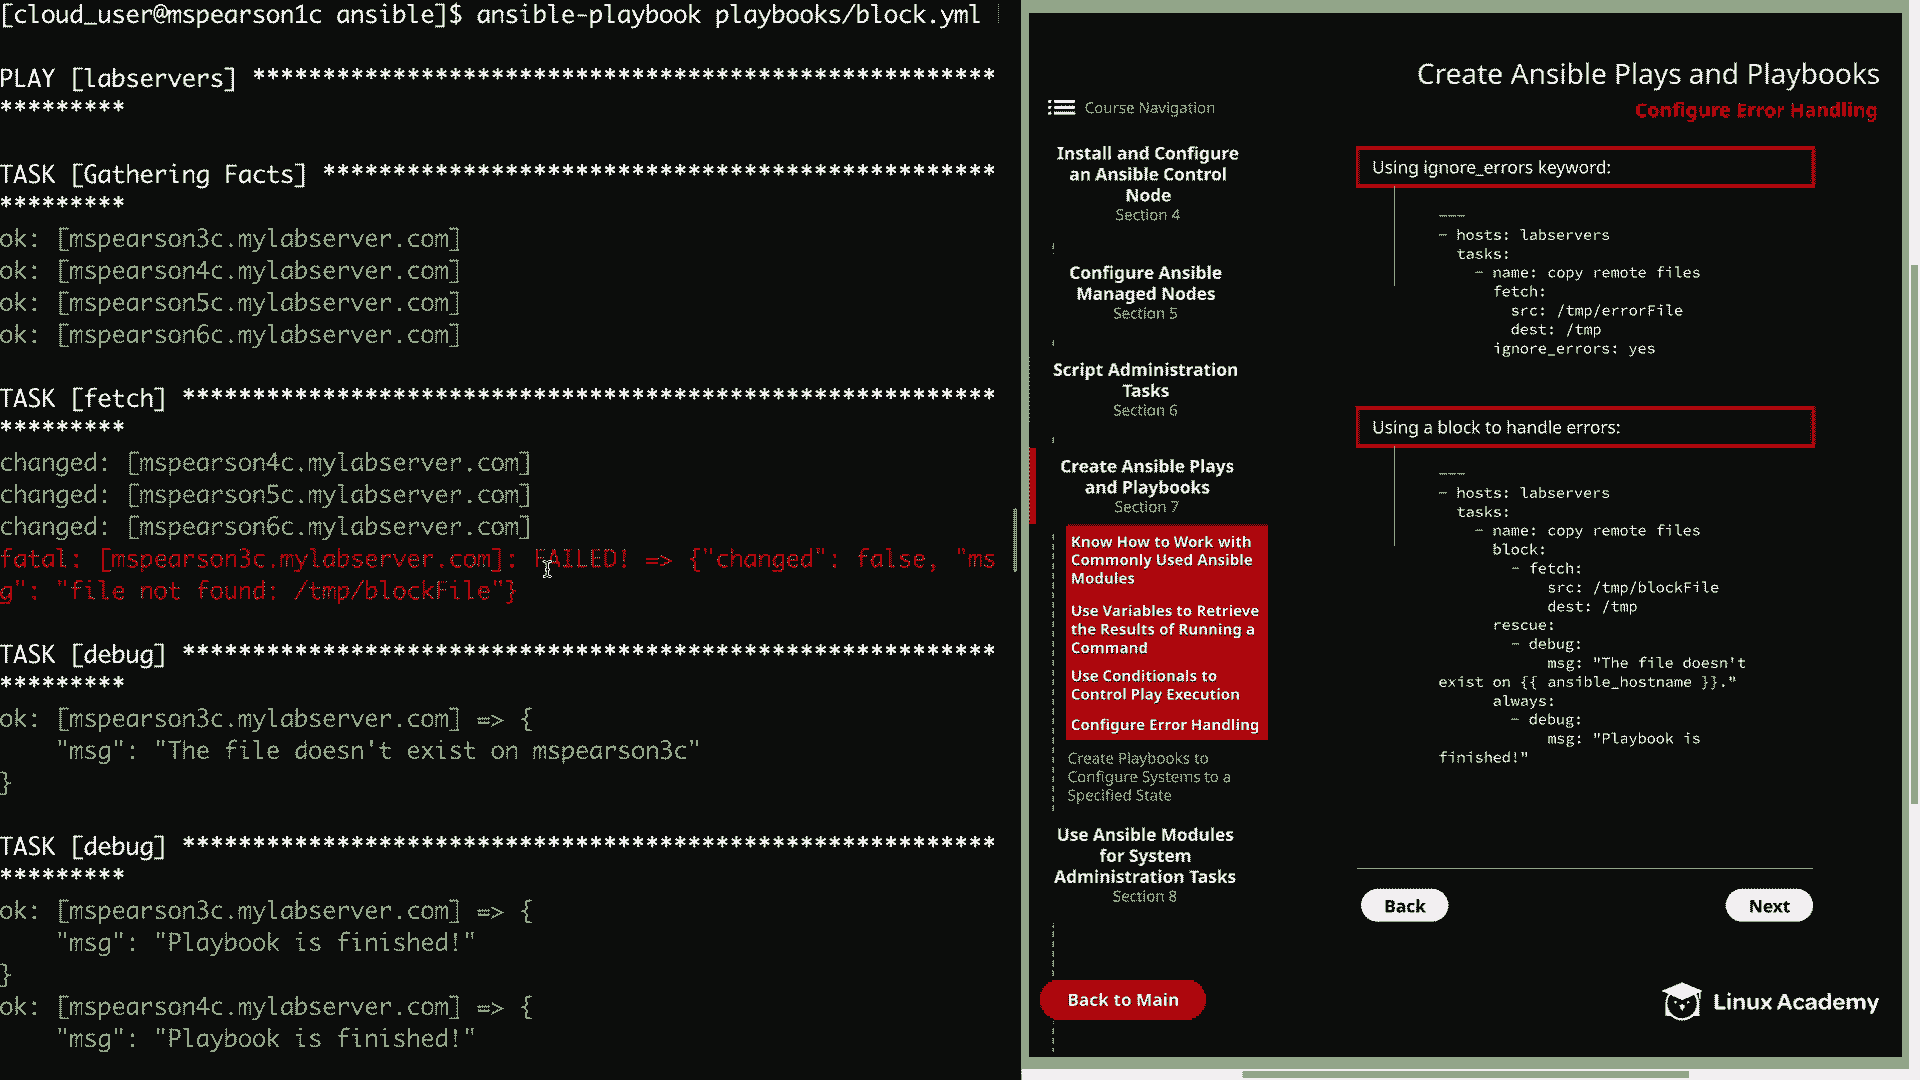 [cloud_user@mspearson1c ansible]$ ansible-playbook playbooks/block.yml
PLAY [labservers] *****************************************************
*********
TASK [Gathering Facts] ************************************************
*********
ok: [mspearson3c.mylabserver.com]
ok: [mspearson4c.mylabserver.com]
ok: [mspearson5c.mylabserver.com]
ok: [mspearson6c.mylabserver.com]
TASK [fetch] **********************************************************
*********
changed: [mspearson4c.mylabserver.com]
changed: [mspearson5c.mylabserver.com]
changed: [mspearson6c.mylabserver.com]
fatal: [mspearson3c.mylabserver.com]: FAILED! => {"changed": false, "ms
g": "file not found: /tmp/blockFile"}
TASK [debug] **********************************************************
*********
ok: [mspearson3c.mylabserver.com] => {
    "msg": "The file doesn't exist on mspearson3c"
}
TASK [debug] **********************************************************
*********
ok: [mspearson3c.mylabserver.com] => {
    "msg": "Playbook is finished!"
}
ok: [mspearson4c.mylabserver.com] => {
    "msg": "Playbook is finished!"
Create Ansible Plays and Playbooks
Configure Error Handling
Course Navigation
Install and Configure
an Ansible Control
Node
Section 4
Configure Ansible
Managed Nodes
Section 5
Script Administration
Tasks
Section 6
Create Ansible Plays
and Playbooks
Section 7
Know How to Work with
Commonly Used Ansible
Modules
Use Variables to Retrieve
the Results of Running a
Command
Use Conditionals to
Control Play Execution
Configure Error Handling
Create Playbooks to
Configure Systems to a
Specified State
Use Ansible Modules
for System
Administration Tasks
Section 8
Back to Main
Using ignore_errors keyword:
---
- hosts: labservers
  tasks:
    - name: copy remote files
      fetch:
        src: /tmp/errorFile
        dest: /tmp
      ignore_errors: yes
Using a block to handle errors:
---
- hosts: labservers
  tasks:
    - name: copy remote files
      block:
        - fetch:
            src: /tmp/blockFile
            dest: /tmp
      rescue:
        - debug:
            msg: "The file doesn't
exist on {{ ansible_hostname }}."
      always:
        - debug:
            msg: "Playbook is
finished!"
Back
Next
Linux Academy